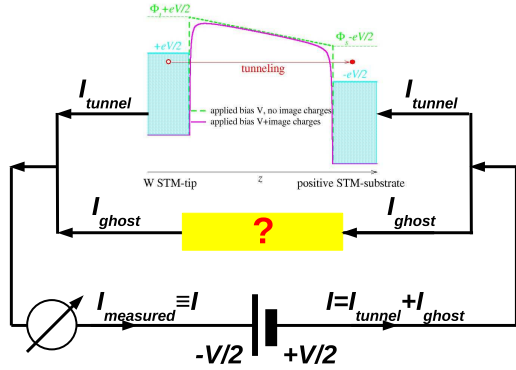 Φt+eV/2
Φs-eV/2
+eV/2
-eV/2
tunneling
Itunnel
Itunnel
applied bias V, no image charges
applied bias V+image charges
W STM-tip
z
positive STM-substrate
Ighost
Ighost
?
Imeasured≡I
I=Itunnel+Ighost
-V/2
+V/2